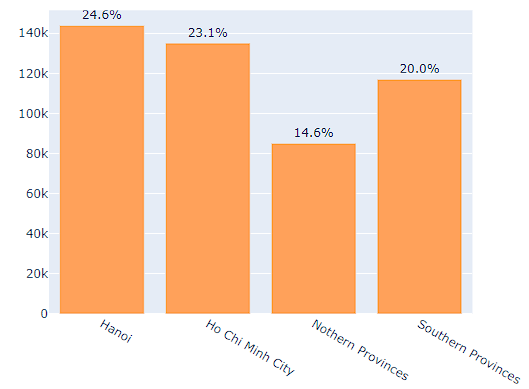 24.6%
23.1%
14.6%
20.0%
140k
120k
100k
80k
60k
40k
20k
0
Hanoi
Ho Chi Minh City
Nothern Provinces
Southern Provinces